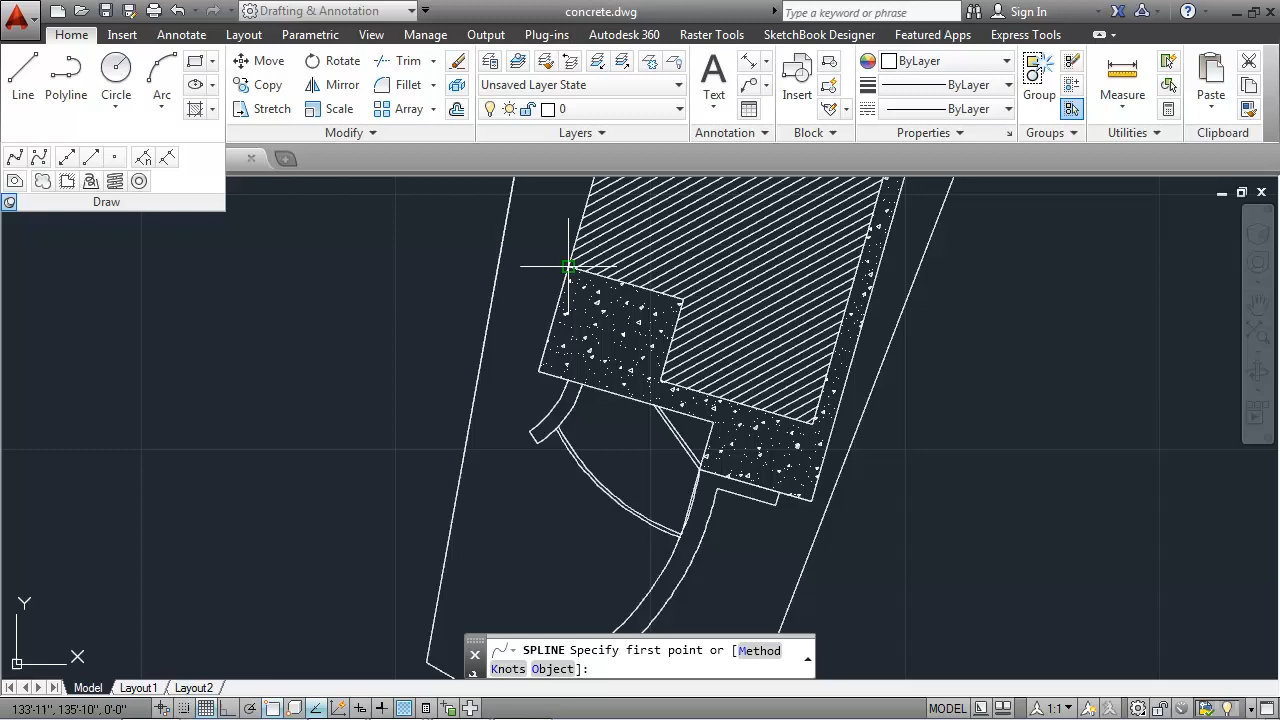 Drafting & Annotation
concrete.dwg
Type a keyword or phrase
Sign In
Home Insert Annotate Layout Parametric View Manage Output Plug-ins Autodesk 360 Raster Tools SketchBook Designer Featured Apps Express Tools
Line Polyline Circle Arc
Move Rotate Trim
Copy Mirror Fillet
Stretch Scale Array
Modify
Unsaved Layer State
0
Layers
Text
Annotation
Insert
Block
ByLayer
ByLayer
ByLayer
Properties
Group
Groups
Measure
Utilities
Paste
Clipboard
Draw
Y
X
SPLINE Specify first point or [Method
Knots Object]:
Model Layout1 Layout2
133'-11", 135'-10", 0'-0"
MODEL
1:1